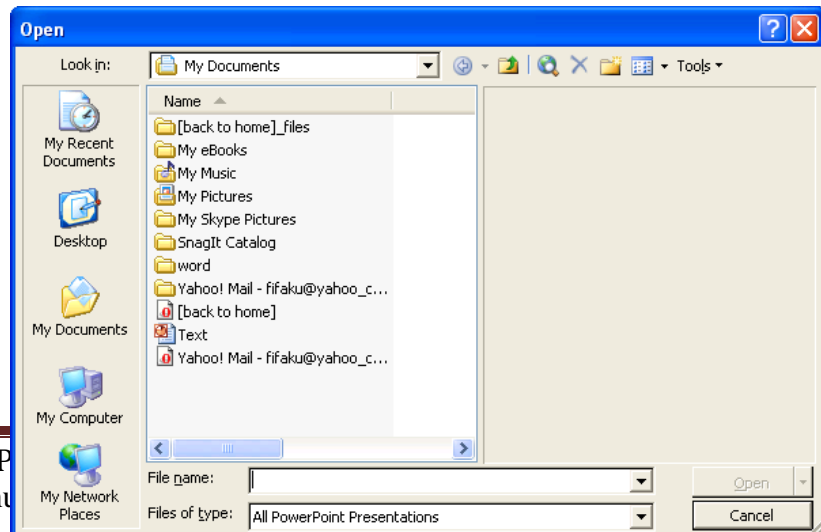 Open
Look in:
My Documents
Tools
Name
My Recent
Documents
Desktop
My Documents
My Computer
My Network
Places
[back to home]_files
My eBooks
My Music
My Pictures
My Skype Pictures
SnagIt Catalog
word
Yahoo! Mail - fifaku@yahoo_c...
[back to home]
Text
Yahoo! Mail - fifaku@yahoo_c...
File name:
Open
Files of type:
All PowerPoint Presentations
Cancel
P